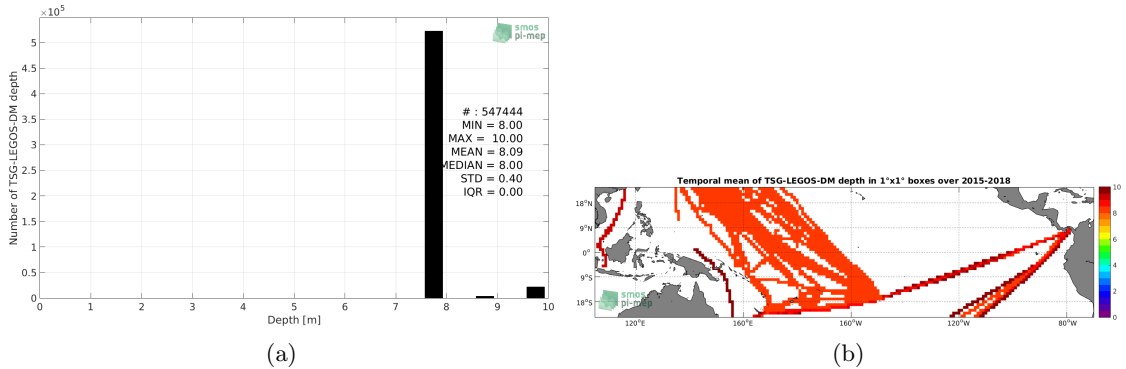 ×10⁵
5
4.5
4
3.5
3
2.5
2
1.5
1
0.5
0
Number of TSG-LEGOS-DM depth
smos
pi-mep
# : 547444
MIN = 8.00
MAX = 10.00
MEAN = 8.09
MEDIAN = 8.00
STD = 0.40
IQR = 0.00
0 1 2 3 4 5 6 7 8 9 10
Depth [m]
(a)
Temporal mean of TSG-LEGOS-DM depth in 1°x1° boxes over 2015-2018
18°N
9°N
0°
9°S
18°S
smos
pi-mep
120°E 160°E 160°W 120°W 80°W
10
8
6
4
2
0
(b)